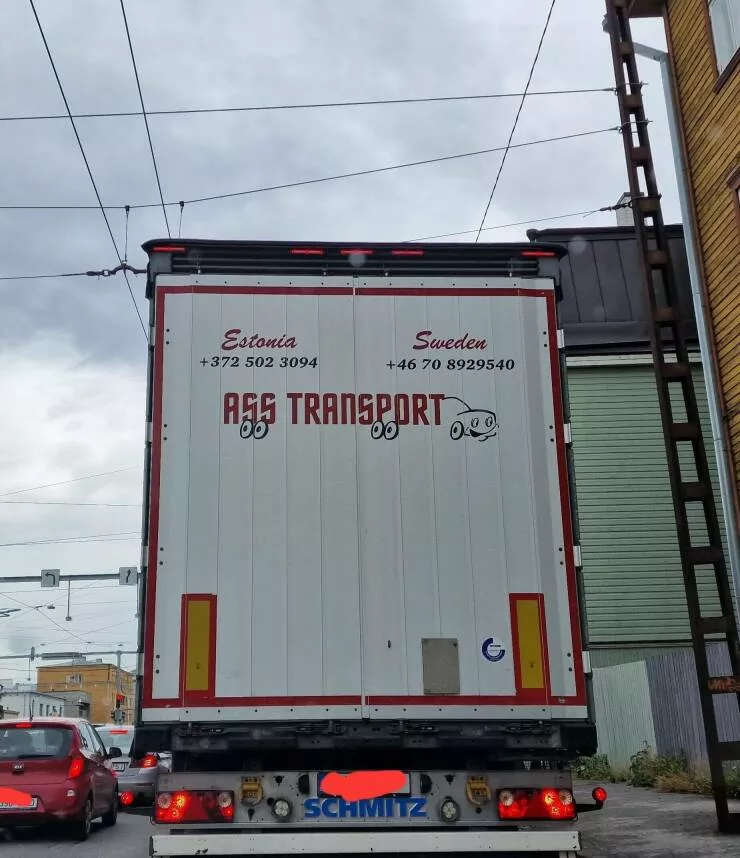 Estonia
+372 502 3094
Sweden
+46 70 8929540
ASS TRANSPORT
SCHMITZ